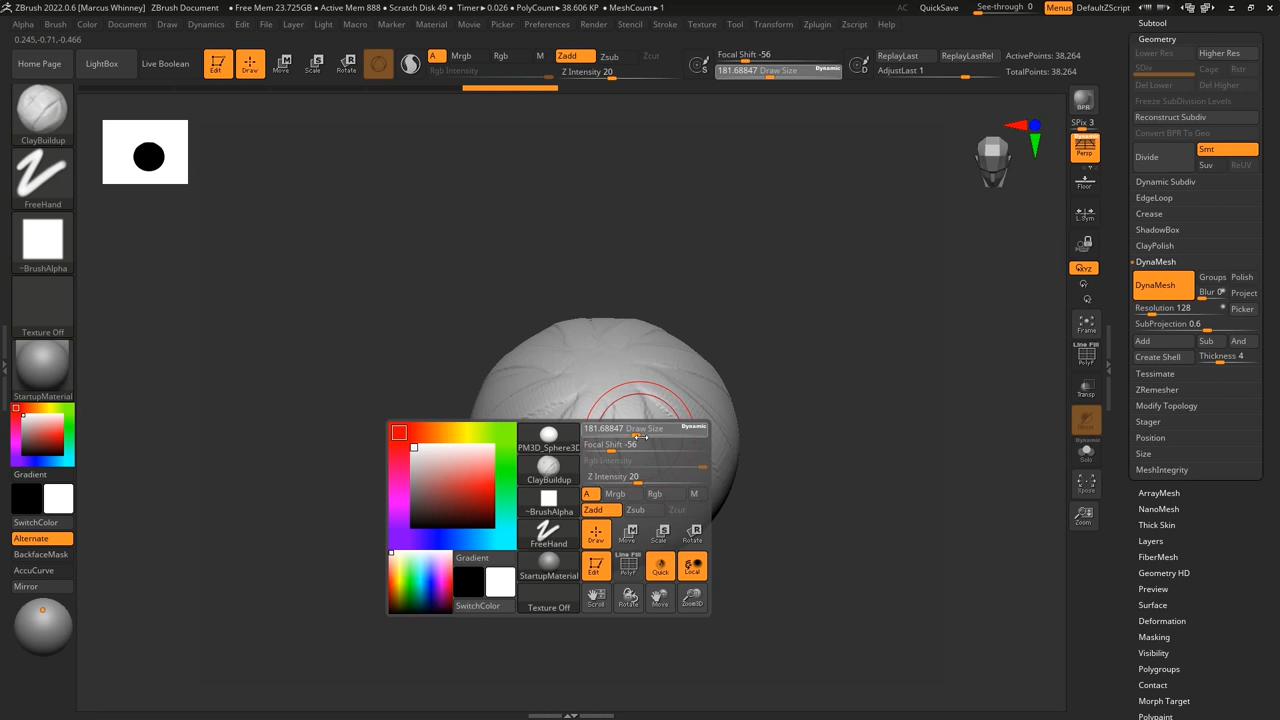 ZBrush 2022.0.6 [Marcus Whinney] ZBrush Document • Free Mem 23.725GB • Active Mem 888 • Scratch Disk 49 • Timer▶0.026 • PolyCount▶38.606 KP • MeshCount▶1
AC QuickSave See-through 0 Menus DefaultZScript
Alpha Brush Color Document Draw Dynamics Edit File Layer Light Macro Marker Material Movie Picker Preferences Render Stencil Stroke Texture Tool Transform Zplugin Zscript Help
0.245,-0.71,-0.466
Home Page LightBox Live Boolean
Edit Draw Move Scale Rotate
A Mrgb Rgb M
Rgb Intensity
Zadd Zsub Zcut
Z Intensity 20
S
Focal Shift -56
181.68847 Draw Size Dynamic
D
ReplayLast ReplayLastRel
AdjustLast 1
ActivePoints: 38,264
TotalPoints: 38,264
ClayBuildup
FreeHand
~BrushAlpha
Texture Off
StartupMaterial
Gradient
SwitchColor
Alternate
BackfaceMask
AccuCurve
Mirror
PM3D_Sphere3D
ClayBuildup
~BrushAlpha
FreeHand
StartupMaterial
Texture Off
Gradient
SwitchColor
181.68847 Draw Size Dynamic
Focal Shift -56
Rgb Intensity
Z Intensity 20
A Mrgb Rgb M
Zadd Zsub Zcut
Draw Move Scale Rotate
Line Fill
Edit PolyF Quick Local
Scroll Rotate Move Zoom3D
BPR
SPix 3
Dynamic
Persp
Floor
L.Sym
XYZ
Frame
Line Fill
PolyF
Transp
Dynamic
Solo
Xpose
Zoom
Subtool
Geometry
Lower Res Higher Res
SDiv Cage Rstr
Del Lower Del Higher
Freeze SubDivision Levels
Reconstruct Subdiv
Convert BPR To Geo
Divide Smt
Suv ReUV
Dynamic Subdiv
EdgeLoop
Crease
ShadowBox
ClayPolish
DynaMesh
DynaMesh Groups Polish
Blur 0 Project
Resolution 128 Picker
SubProjection 0.6
Add Sub And
Create Shell Thickness 4
Tessimate
ZRemesher
Modify Topology
Stager
Position
Size
MeshIntegrity
ArrayMesh
NanoMesh
Thick Skin
Layers
FiberMesh
Geometry HD
Preview
Surface
Deformation
Masking
Visibility
Polygroups
Contact
Morph Target
Polypaint